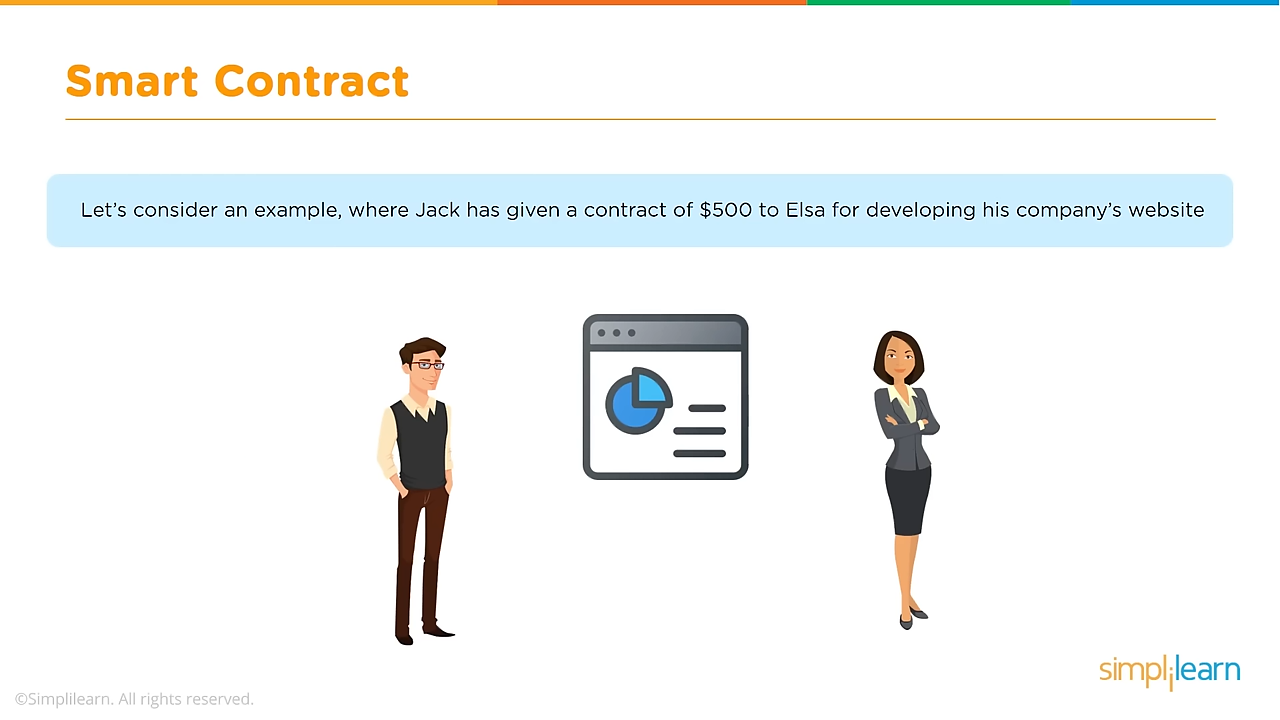 Smart Contract
Let's consider an example, where Jack has given a contract of $500 to Elsa for developing his company's website
simplilearn
©Simplilearn. All rights reserved.